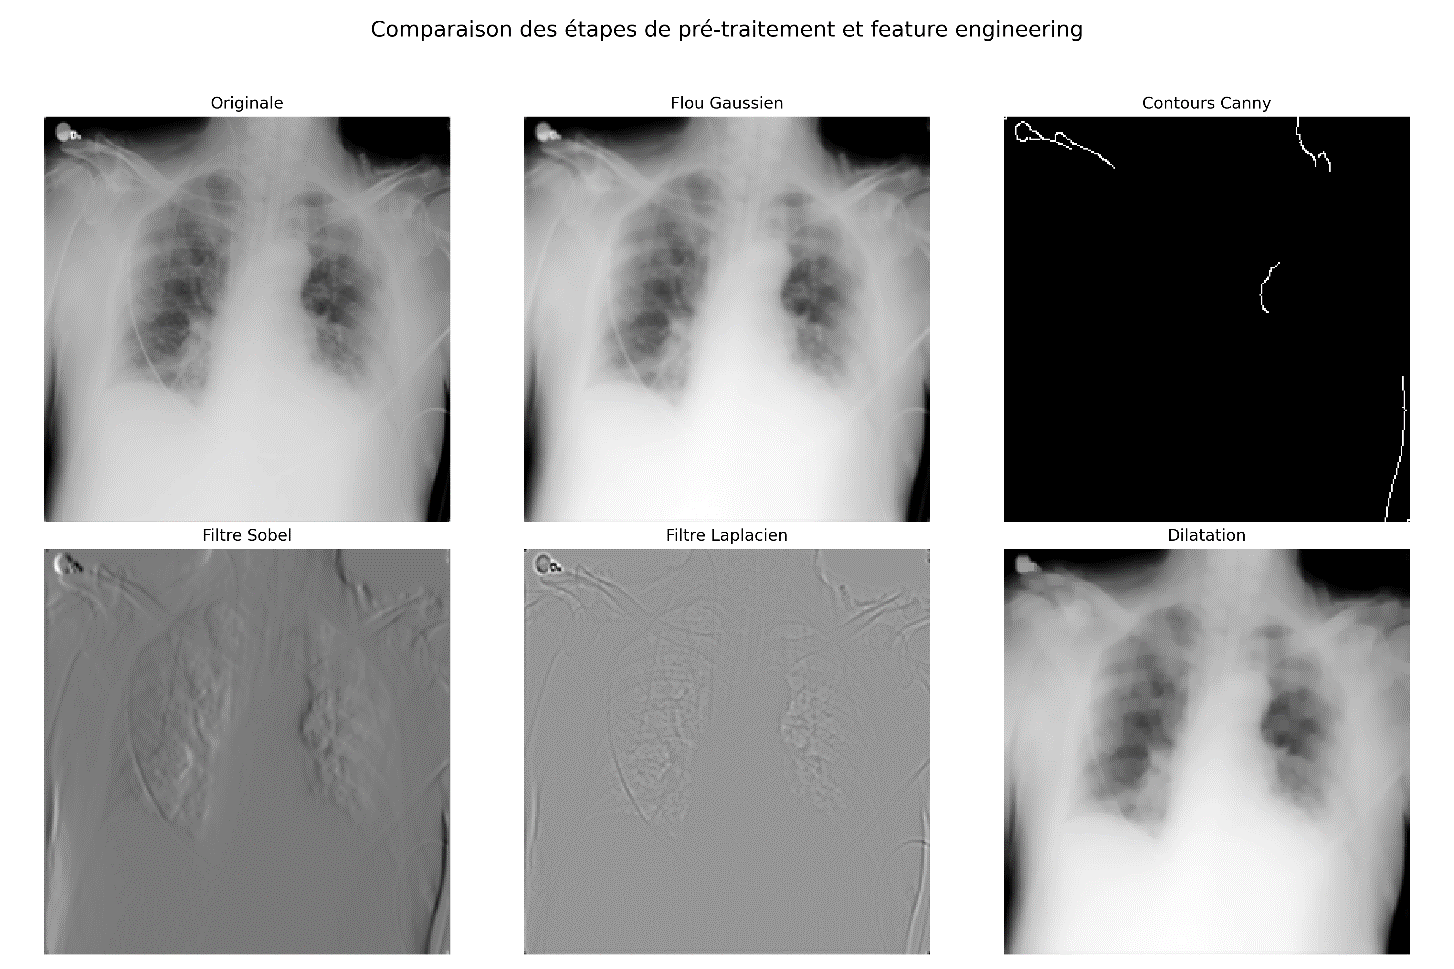 Comparaison des étapes de pré-traitement et feature engineering
Originale
Flou Gaussien
Contours Canny
Filtre Sobel
Filtre Laplacien
Dilatation